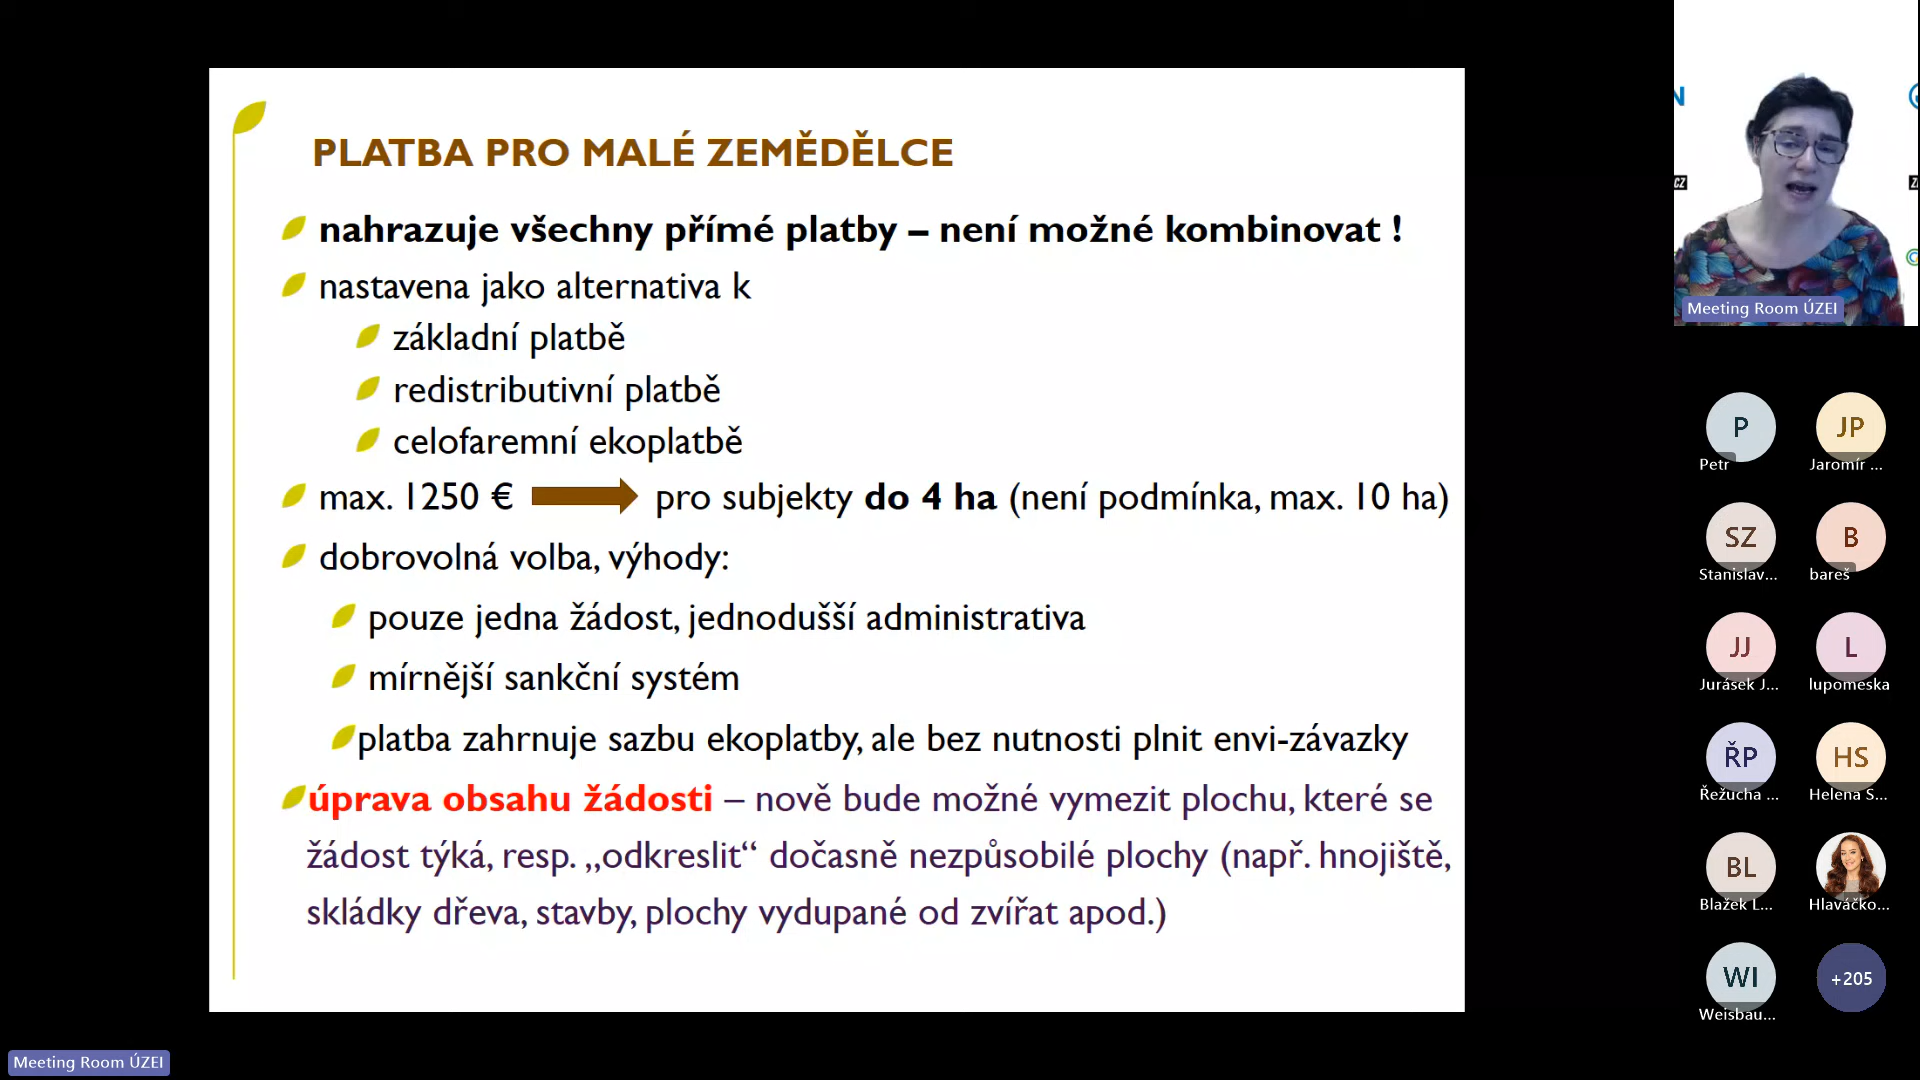 PLATBA PRO MALÉ ZEMĚDĚLCE
nahrazuje všechny přímé platby – není možné kombinovat !
nastavena jako alternativa k
základní platbě
redistributivní platbě
celofaremní ekoplatbě
max. 1250 € pro subjekty do 4 ha (není podmínka, max. 10 ha)
dobrovolná volba, výhody:
pouze jedna žádost, jednodušší administrativa
mírnější sankční systém
platba zahrnuje sazbu ekoplatby, ale bez nutnosti plnit envi-závazky
úprava obsahu žádosti – nově bude možné vymezit plochu, které se
žádost týká, resp. „odkreslit“ dočasně nezpůsobilé plochy (např. hnojiště,
skládky dřeva, stavby, plochy vydupané od zvířat apod.)
Meeting Room ÚZEI
P
Petr
JP
Jaromír ...
SZ
Stanislav...
B
bareš
JJ
Jurásek J...
L
lupomeska
ŘP
Řežucha ...
HS
Helena S...
BL
Blažek L...
Hlaváčko...
WI
Weisbau...
+205
Meeting Room ÚZEI